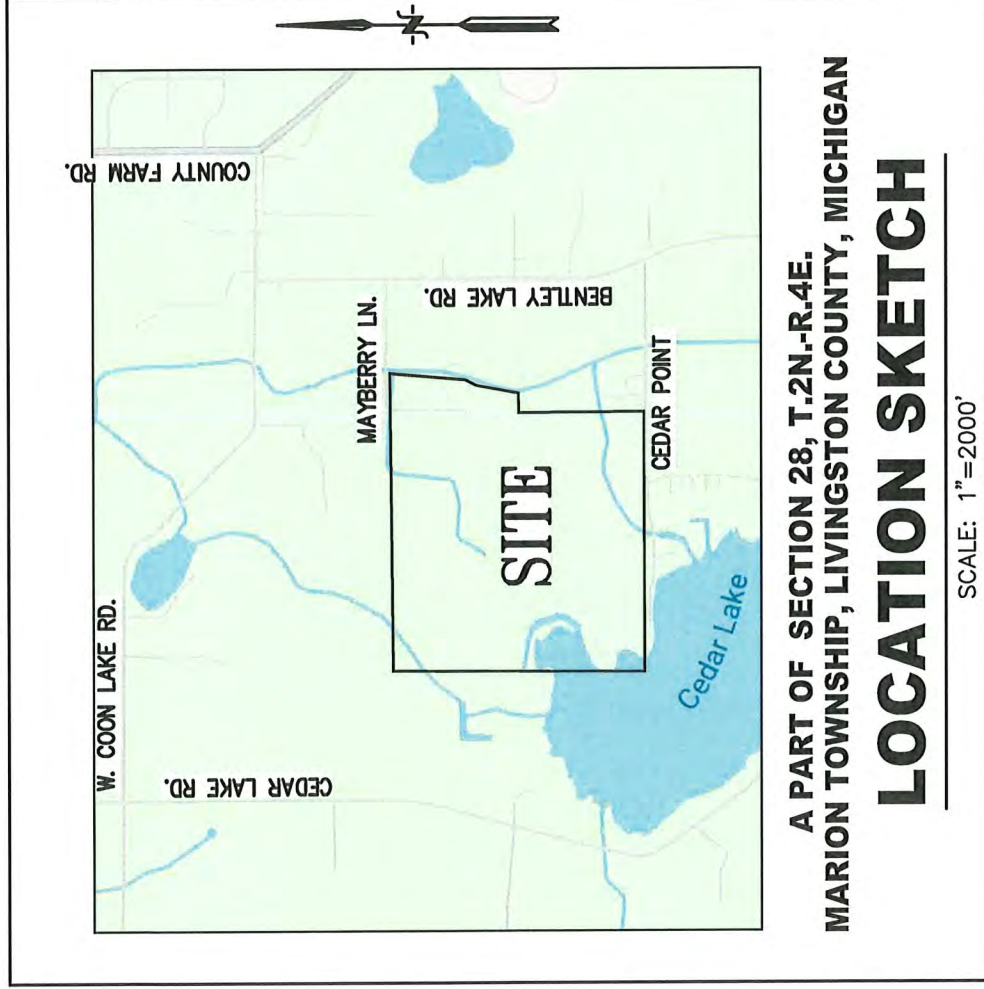 N
W. COON LAKE RD.
COUNTY FARM RD.
CEDAR LAKE RD.
MAYBERRY LN.
BENTLEY LAKE RD.
SITE
CEDAR POINT
Cedar Lake
A PART OF SECTION 28, T.2N.-R.4E.
MARION TOWNSHIP, LIVINGSTON COUNTY, MICHIGAN
LOCATION SKETCH
SCALE: 1"=2000'